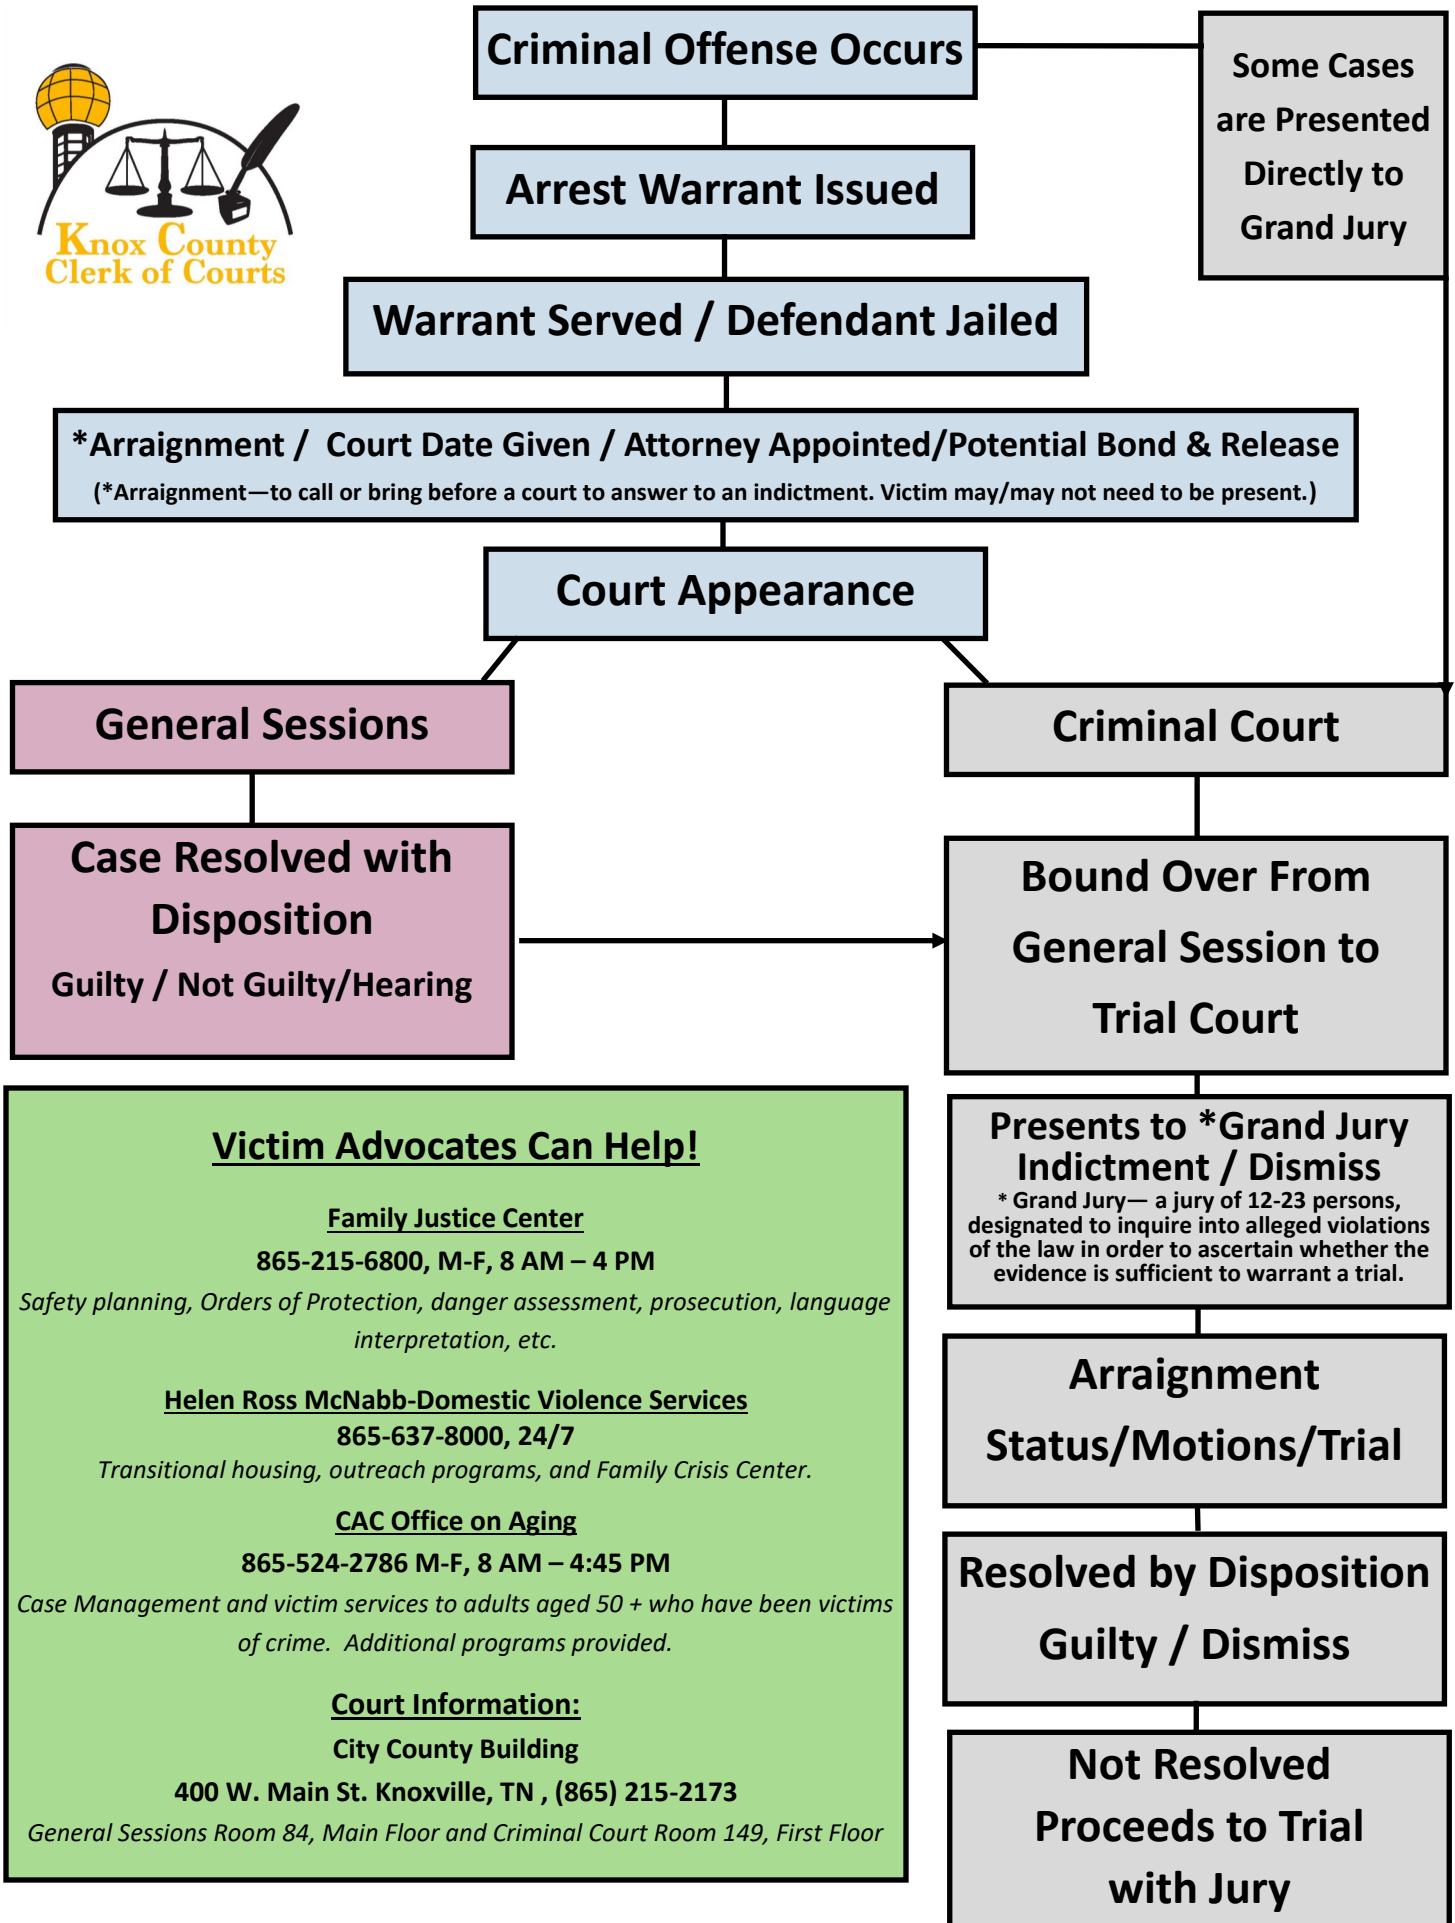 Criminal Offense Occurs
Some Cases
are Presented
Directly to
Grand Jury
Knox County
Clerk of Courts
Arrest Warrant Issued
Warrant Served / Defendant Jailed
*Arraignment / Court Date Given / Attorney Appointed/Potential Bond & Release
(*Arraignment—to call or bring before a court to answer to an indictment. Victim may/may not need to be present.)
Court Appearance
General Sessions
Criminal Court
Case Resolved with
Disposition
Guilty / Not Guilty/Hearing
Bound Over From
General Session to
Trial Court
Presents to *Grand Jury
Indictment / Dismiss
* Grand Jury— a jury of 12-23 persons,
designated to inquire into alleged violations
of the law in order to ascertain whether the
evidence is sufficient to warrant a trial.
Arraignment
Status/Motions/Trial
Resolved by Disposition
Guilty / Dismiss
Not Resolved
Proceeds to Trial
with Jury
Victim Advocates Can Help!
Family Justice Center
865-215-6800, M-F, 8 AM – 4 PM
Safety planning, Orders of Protection, danger assessment, prosecution, language
interpretation, etc.
Helen Ross McNabb-Domestic Violence Services
865-637-8000, 24/7
Transitional housing, outreach programs, and Family Crisis Center.
CAC Office on Aging
865-524-2786 M-F, 8 AM – 4:45 PM
Case Management and victim services to adults aged 50 + who have been victims
of crime. Additional programs provided.
Court Information:
City County Building
400 W. Main St. Knoxville, TN , (865) 215-2173
General Sessions Room 84, Main Floor and Criminal Court Room 149, First Floor